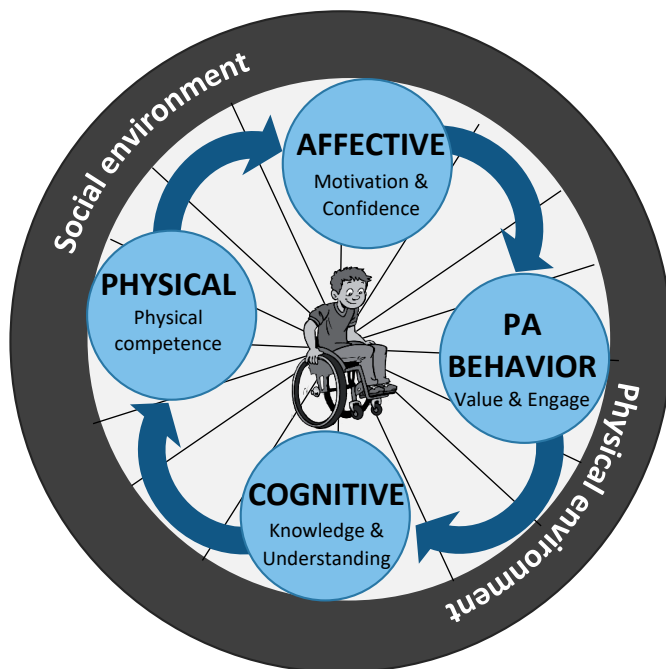 Social environment
AFFECTIVE
Motivation &
Confidence
PHYSICAL
Physical
competence
PA
BEHAVIOR
Value & Engage
COGNITIVE
Knowledge &
Understanding
Physical environment